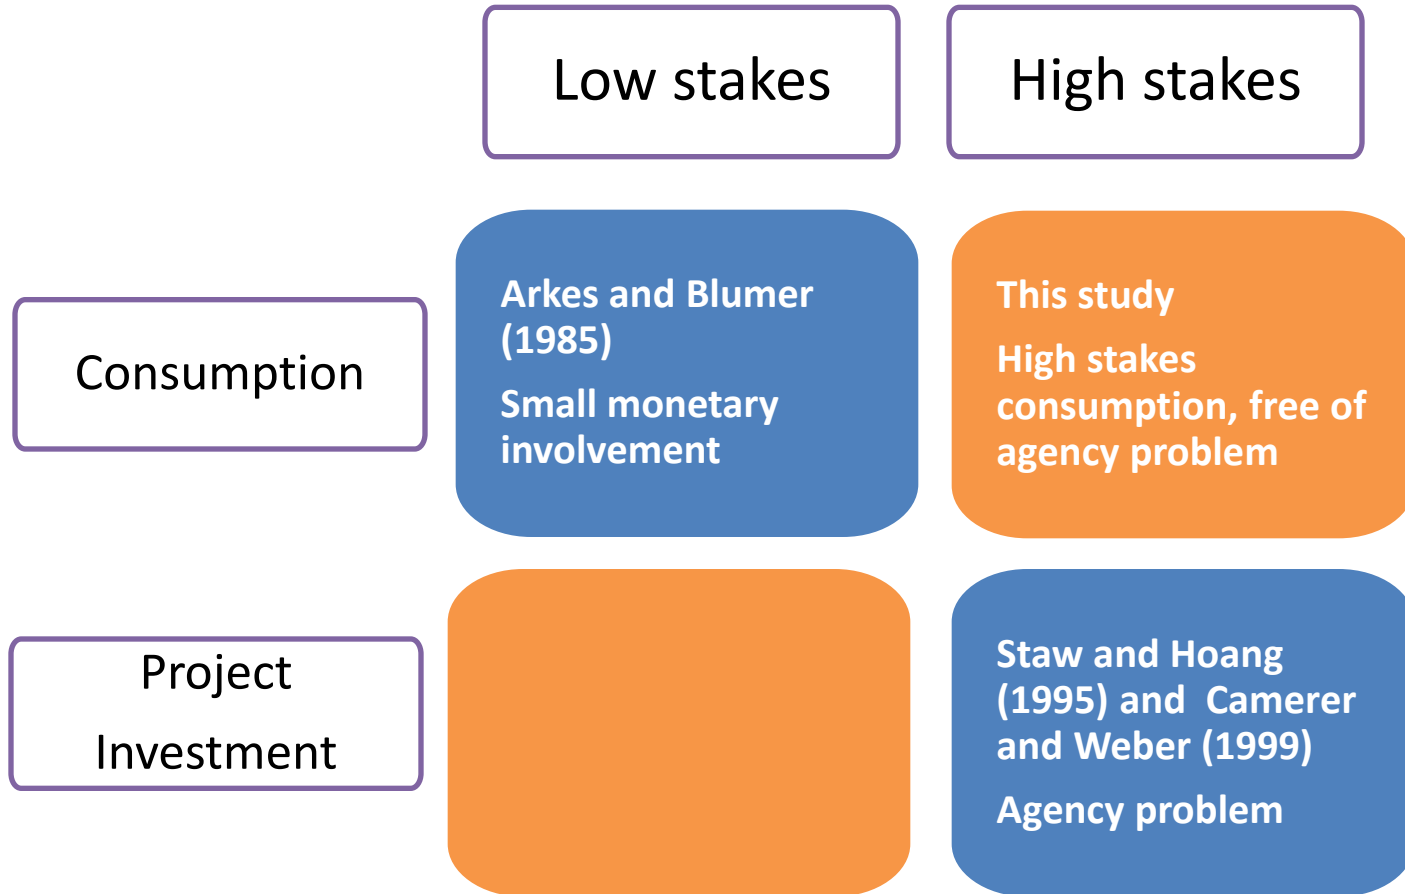 Low stakes
High stakes
Consumption
Arkes and Blumer
(1985)
Small monetary
involvement
This study
High stakes
consumption, free of
agency problem
Project
Investment
Staw and Hoang
(1995) and  Camerer
and Weber (1999)
Agency problem